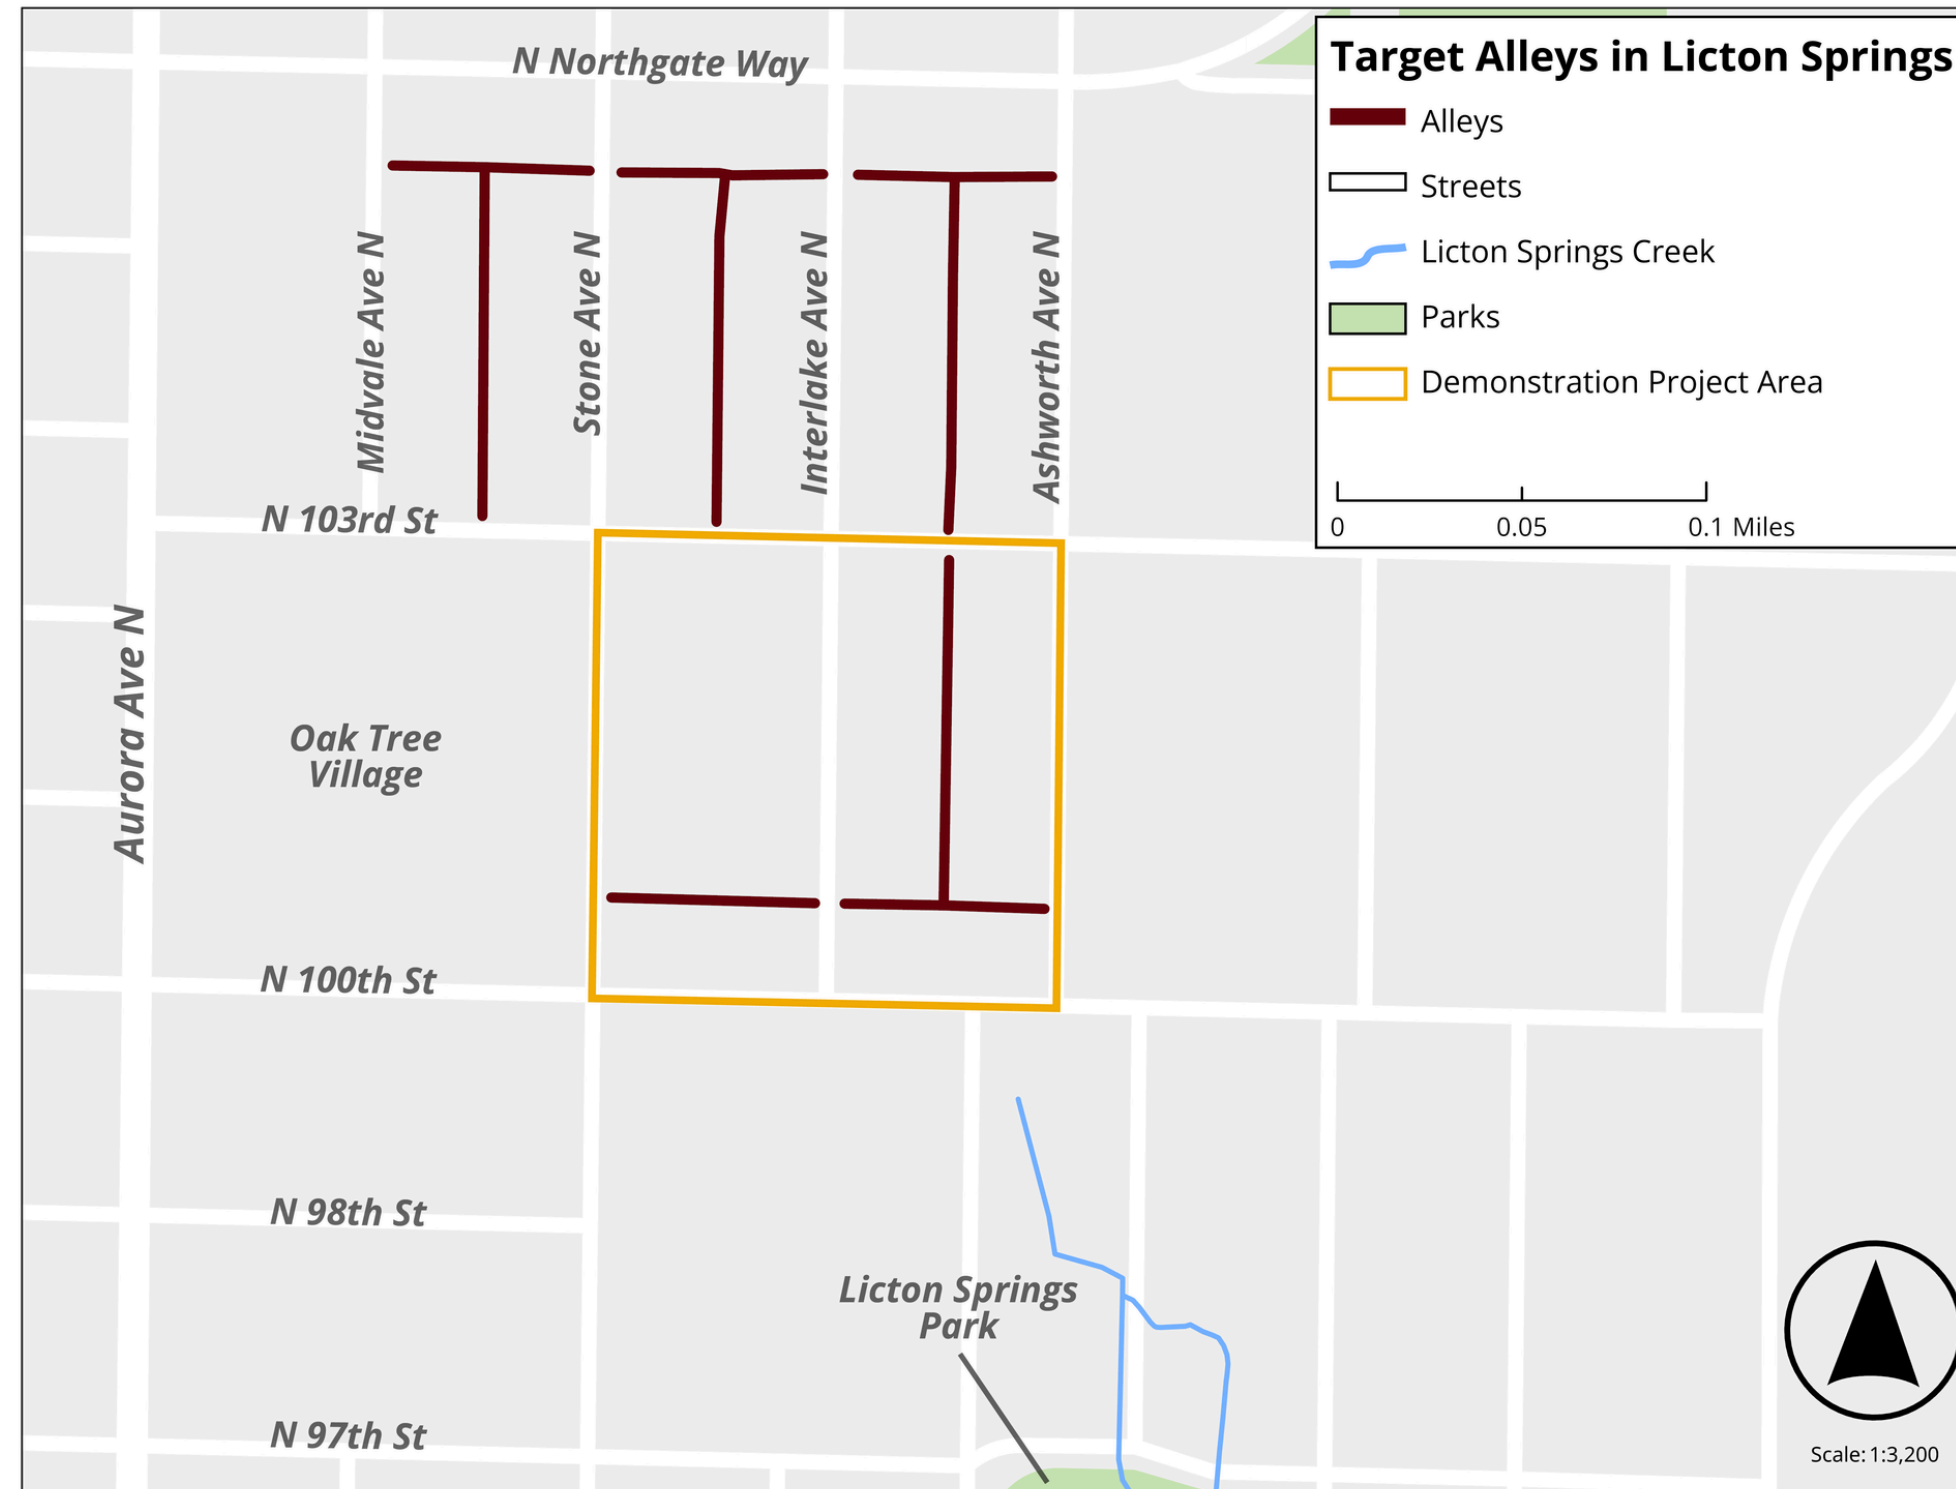 Target Alleys in Licton Springs
Alleys
Streets
Licton Springs Creek
Parks
Demonstration Project Area
0 0.05 0.1 Miles
N Northgate Way
Midvale Ave N
Stone Ave N
Interlake Ave N
Ashworth Ave N
N 103rd St
Aurora Ave N
Oak Tree
Village
N 100th St
N 98th St
Licton Springs
Park
N 97th St
Scale: 1:3,200